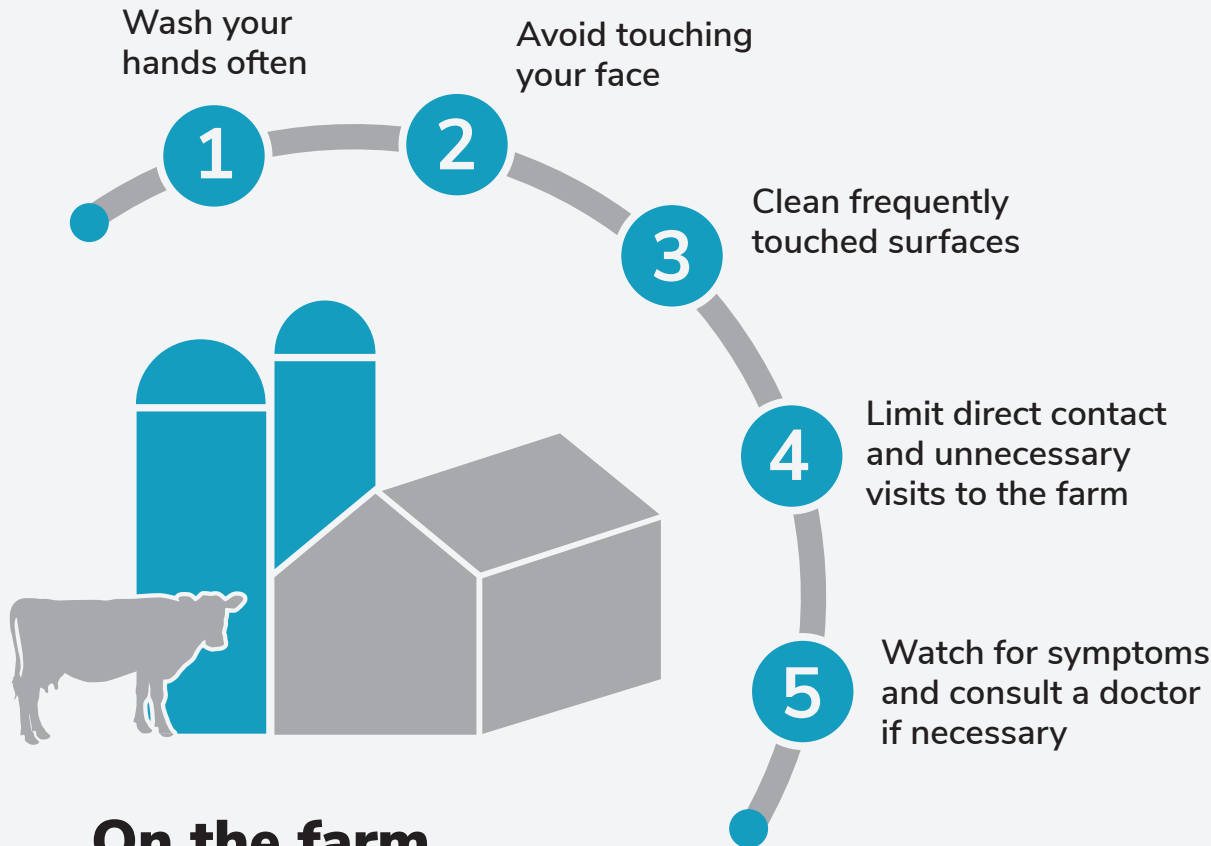 Wash your
hands often
1
Avoid touching
your face
2
Clean frequently
touched surfaces
3
Limit direct contact
and unnecessary
visits to the farm
4
Watch for symptoms
and consult a doctor
if necessary
5
On the farm